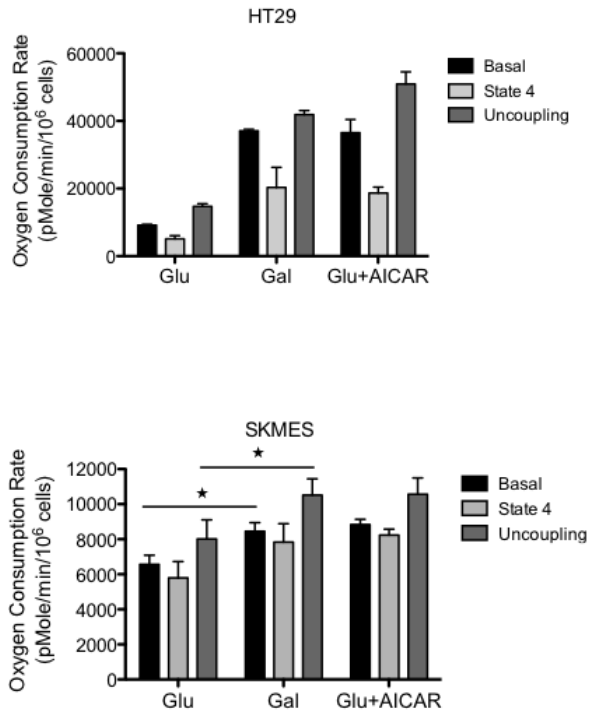 HT29
Oxygen Consumption Rate
(pMole/min/10⁶ cells)
60000
40000
20000
0
Glu Gal Glu+AICAR
Basal
State 4
Uncoupling
SKMES
Oxygen Consumption Rate
(pMole/min/10⁶ cells)
12000
10000
8000
6000
4000
2000
0
★
★
Glu Gal Glu+AICAR
Basal
State 4
Uncoupling